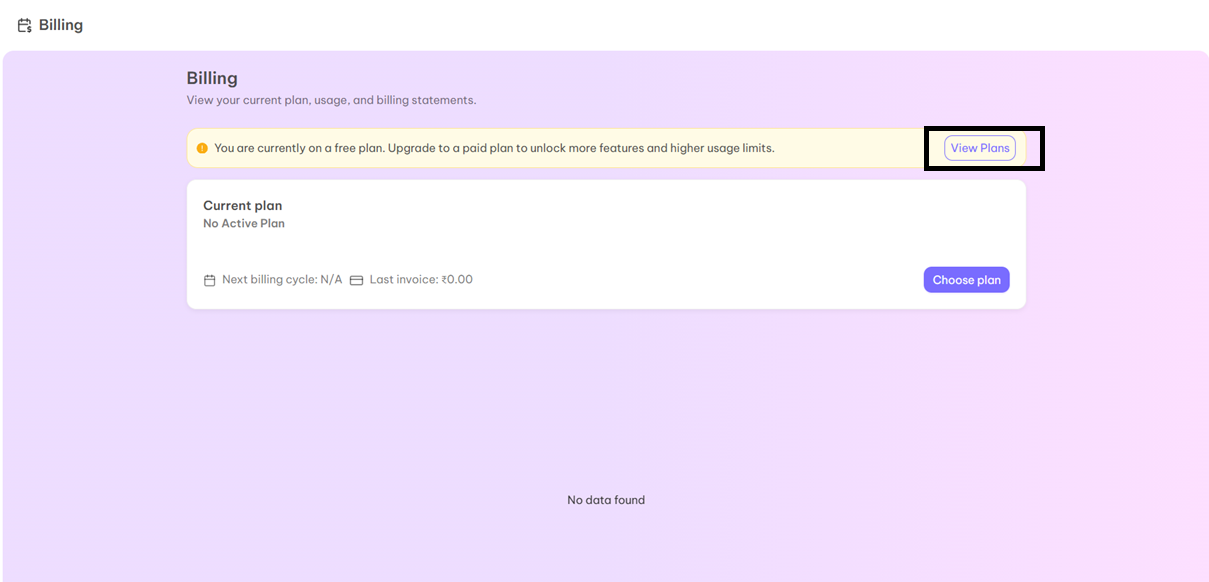 Billing
Billing
View your current plan, usage, and billing statements.
You are currently on a free plan. Upgrade to a paid plan to unlock more features and higher usage limits. View Plans
Current plan
No Active Plan
Next billing cycle: N/A Last invoice: ₹0.00 Choose plan
No data found